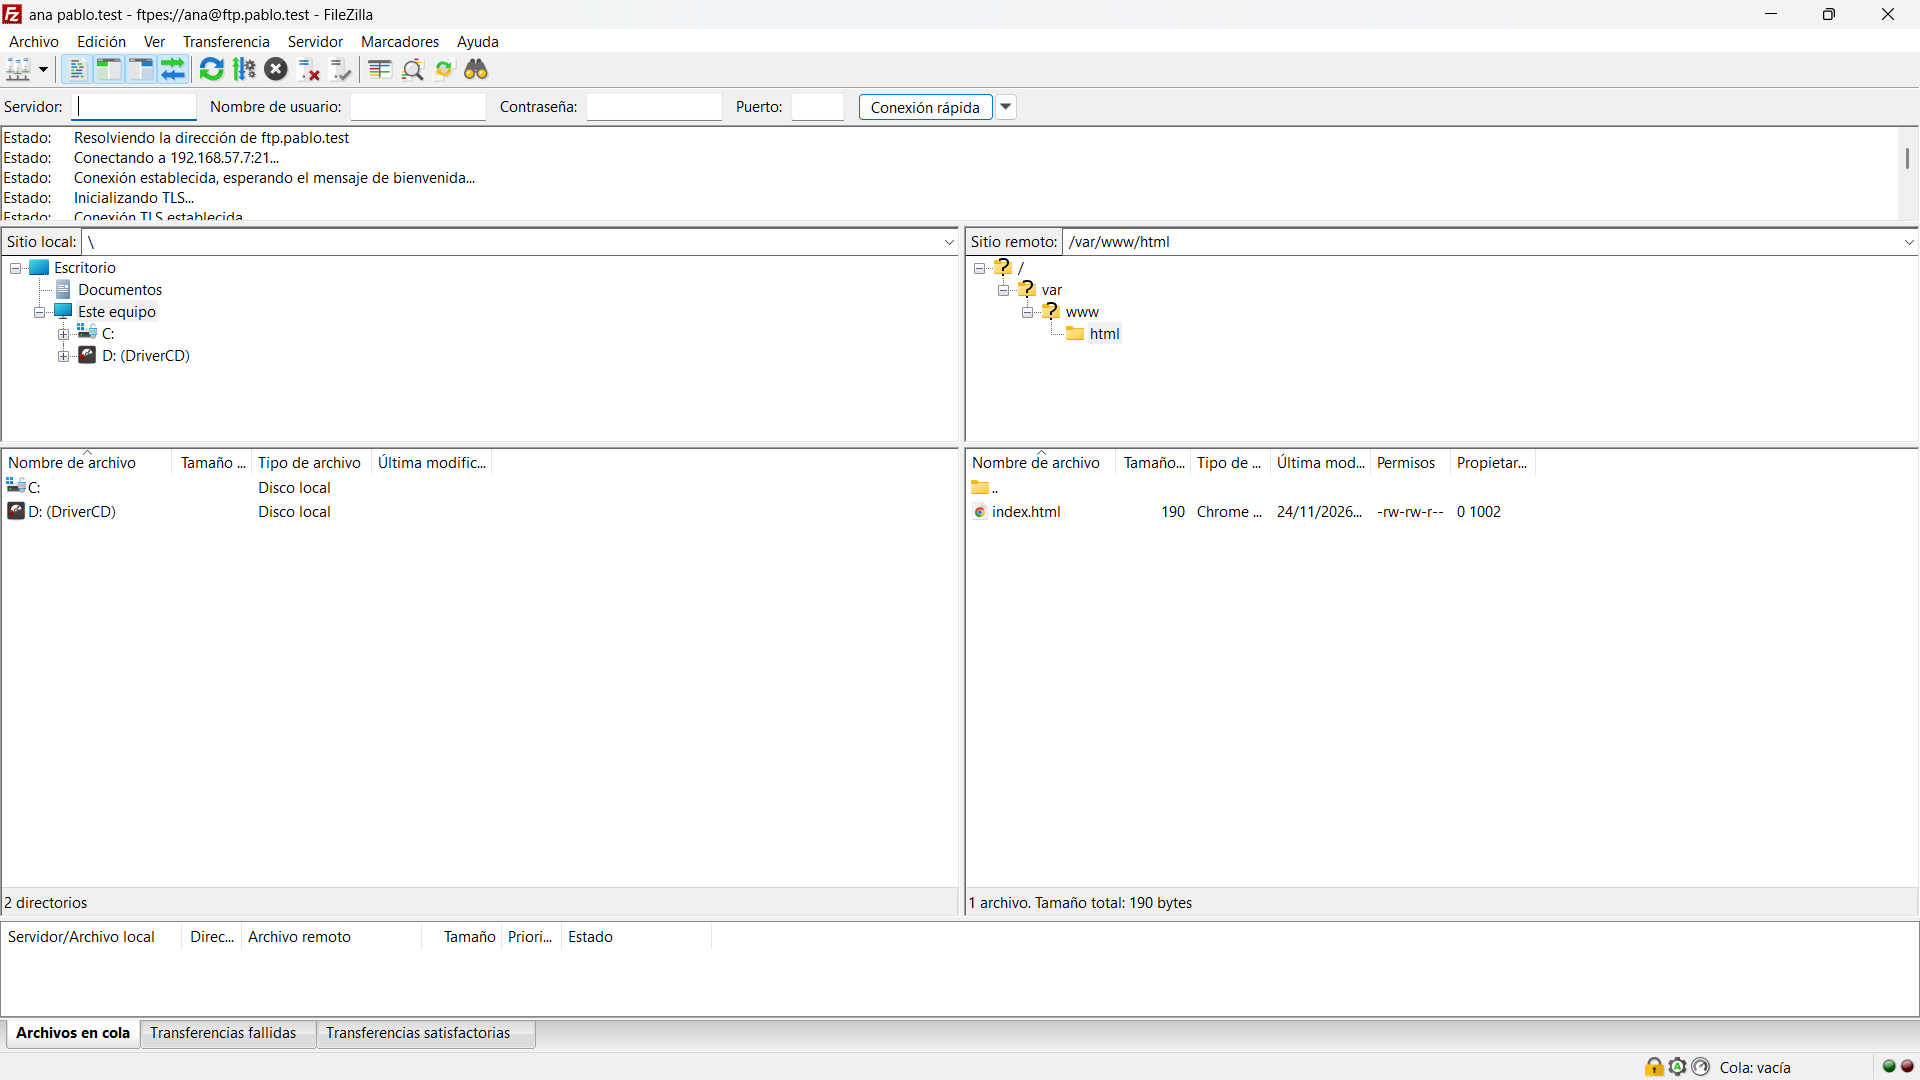 ana pablo.test - ftpes://ana@ftp.pablo.test - FileZilla
Archivo Edición Ver Transferencia Servidor Marcadores Ayuda
Servidor: Nombre de usuario: Contraseña: Puerto: Conexión rápida
Estado: Resolviendo la dirección de ftp.pablo.test
Estado: Conectando a 192.168.57.7:21...
Estado: Conexión establecida, esperando el mensaje de bienvenida...
Estado: Inicializando TLS...
Estado: Conexión TLS establecida
Sitio local: \
Escritorio
Documentos
Este equipo
C:
D: (DriverCD)
Sitio remoto: /var/www/html
/
var
www
html
Nombre de archivo Tamaño ... Tipo de archivo Última modific...
C: Disco local
D: (DriverCD) Disco local
2 directorios
Nombre de archivo Tamaño... Tipo de ... Última mod... Permisos Propietar...
..
index.html 190 Chrome ... 24/11/2026... -rw-rw-r-- 0 1002
1 archivo. Tamaño total: 190 bytes
Servidor/Archivo local Direc... Archivo remoto Tamaño Priori... Estado
Archivos en cola Transferencias fallidas Transferencias satisfactorias
Cola: vacía